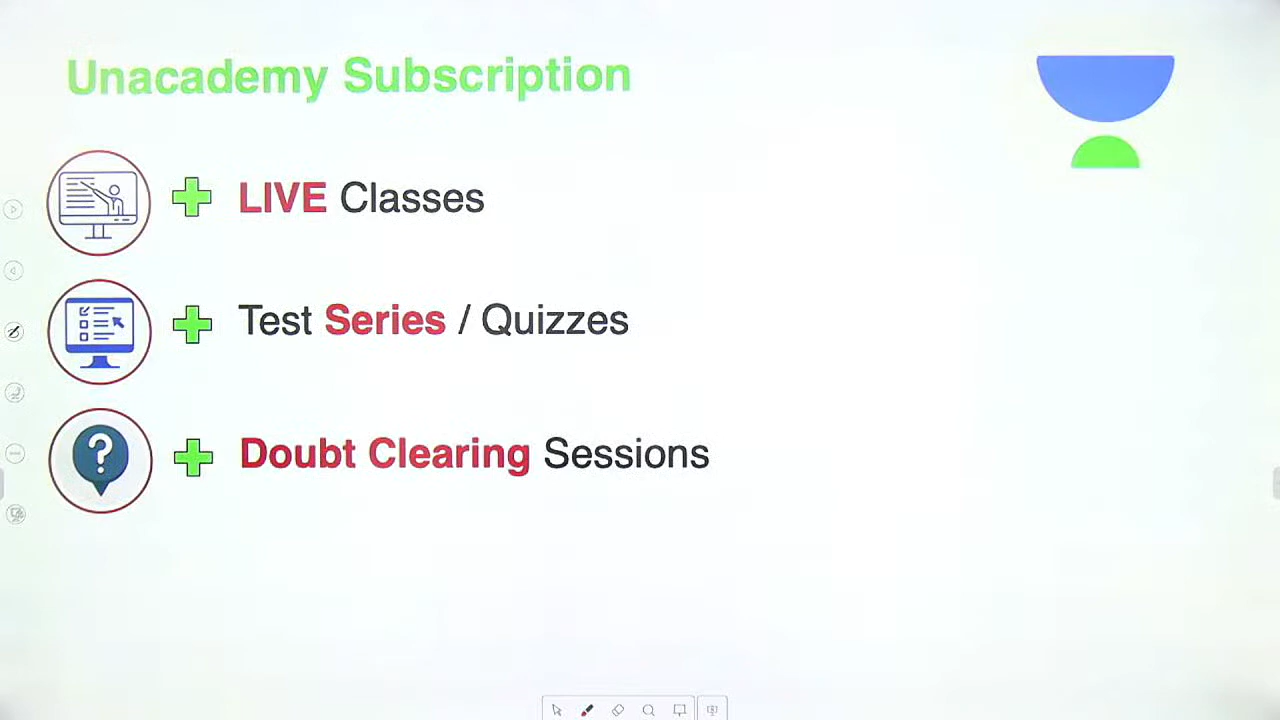 Unacademy Subscription
LIVE Classes
Test Series / Quizzes
Doubt Clearing Sessions